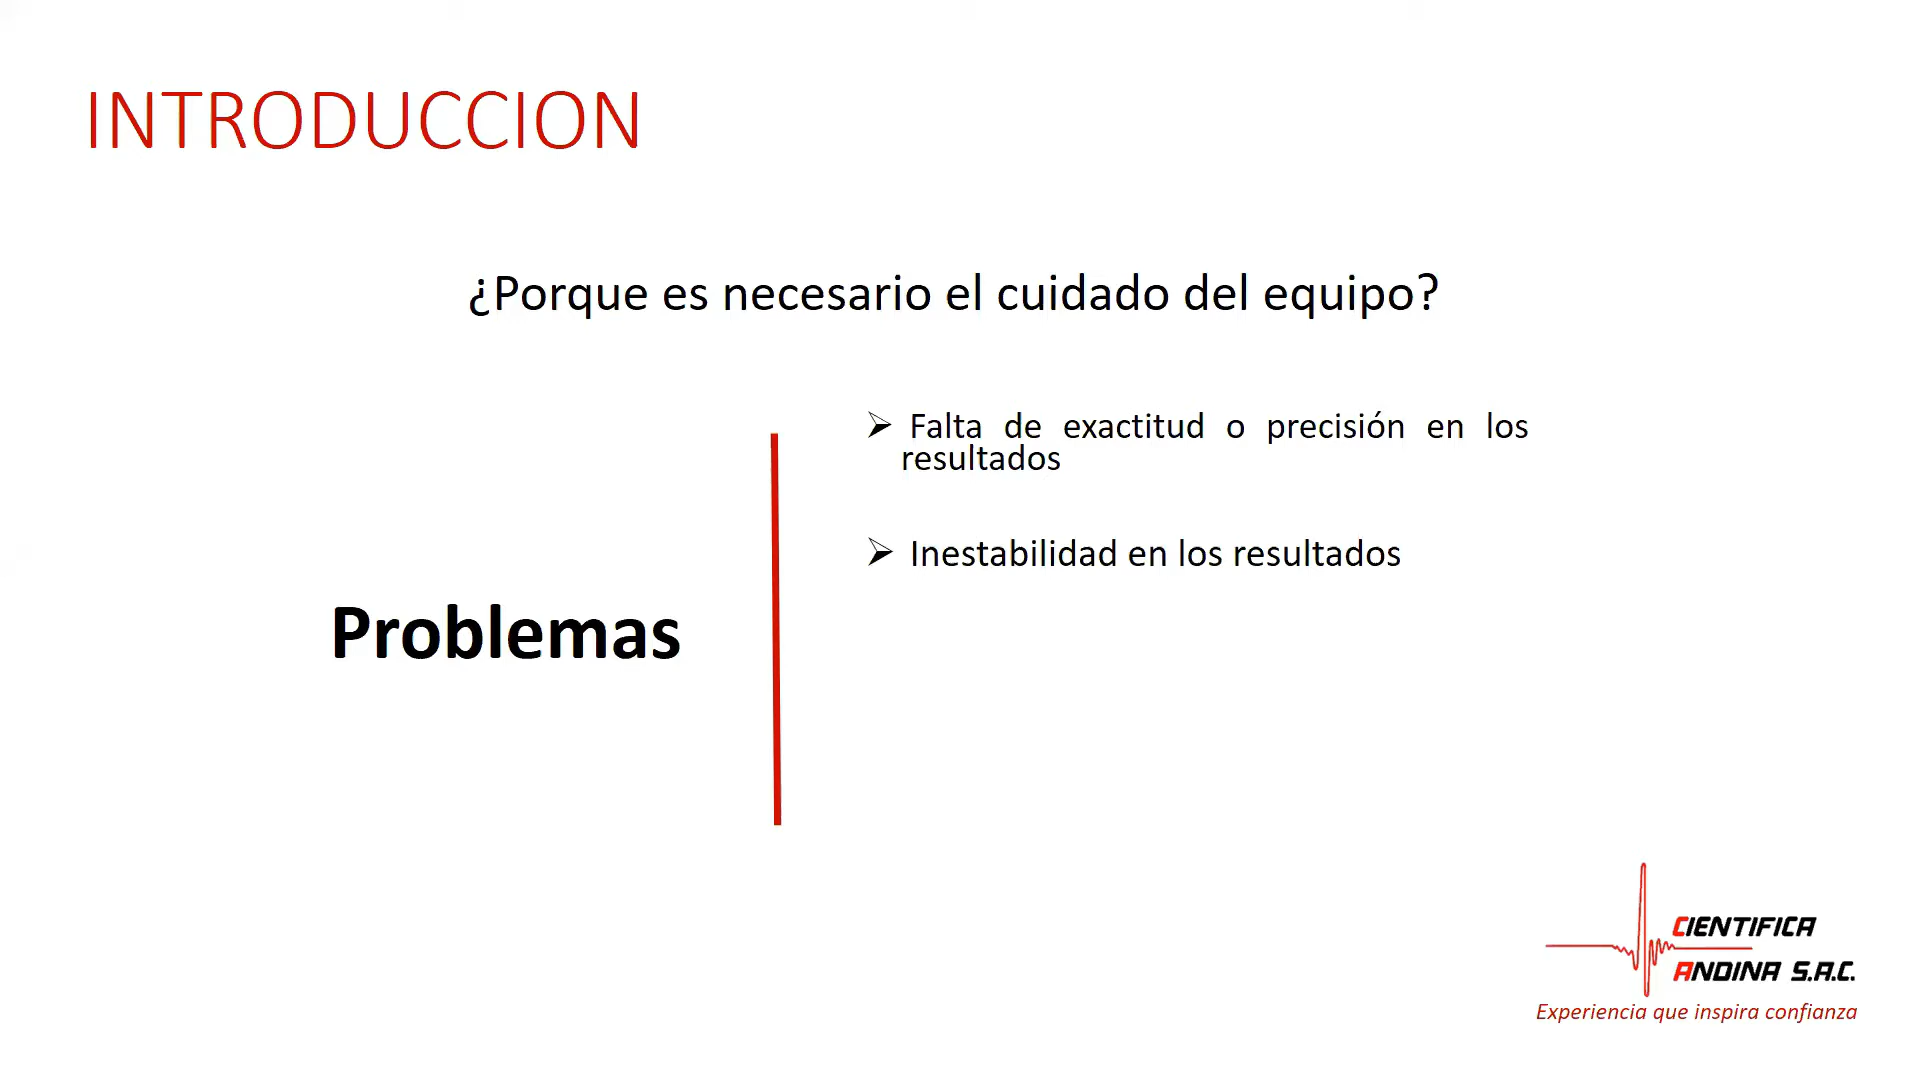 INTRODUCCION
¿Porque es necesario el cuidado del equipo?
Problemas
➢ Falta de exactitud o precisión en los
resultados
➢ Inestabilidad en los resultados
CIENTIFICA
ANDINA S.A.C.
Experiencia que inspira confianza